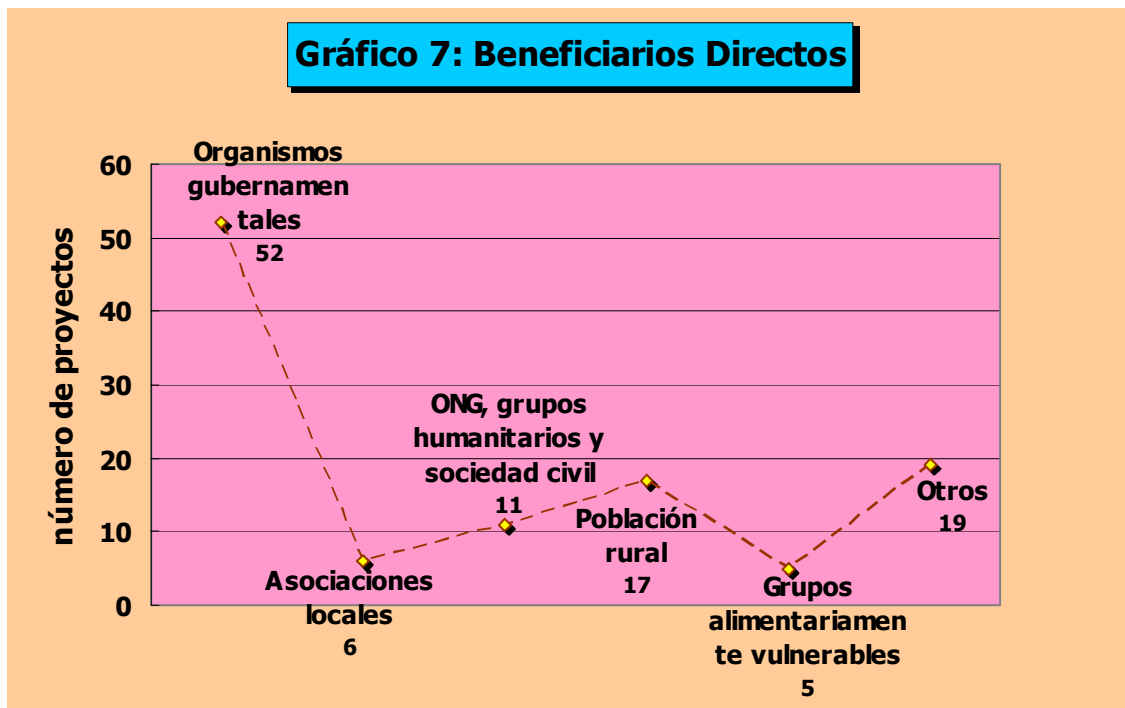 Gráfico 7: Beneficiarios Directos
número de proyectos
60
50
40
30
20
10
0
Organismos
gubernamen
tales
52
Asociaciones
locales
6
ONG, grupos
humanitarios y
sociedad civil
11
Población
rural
17
Grupos
alimentariamen
te vulnerables
5
Otros
19